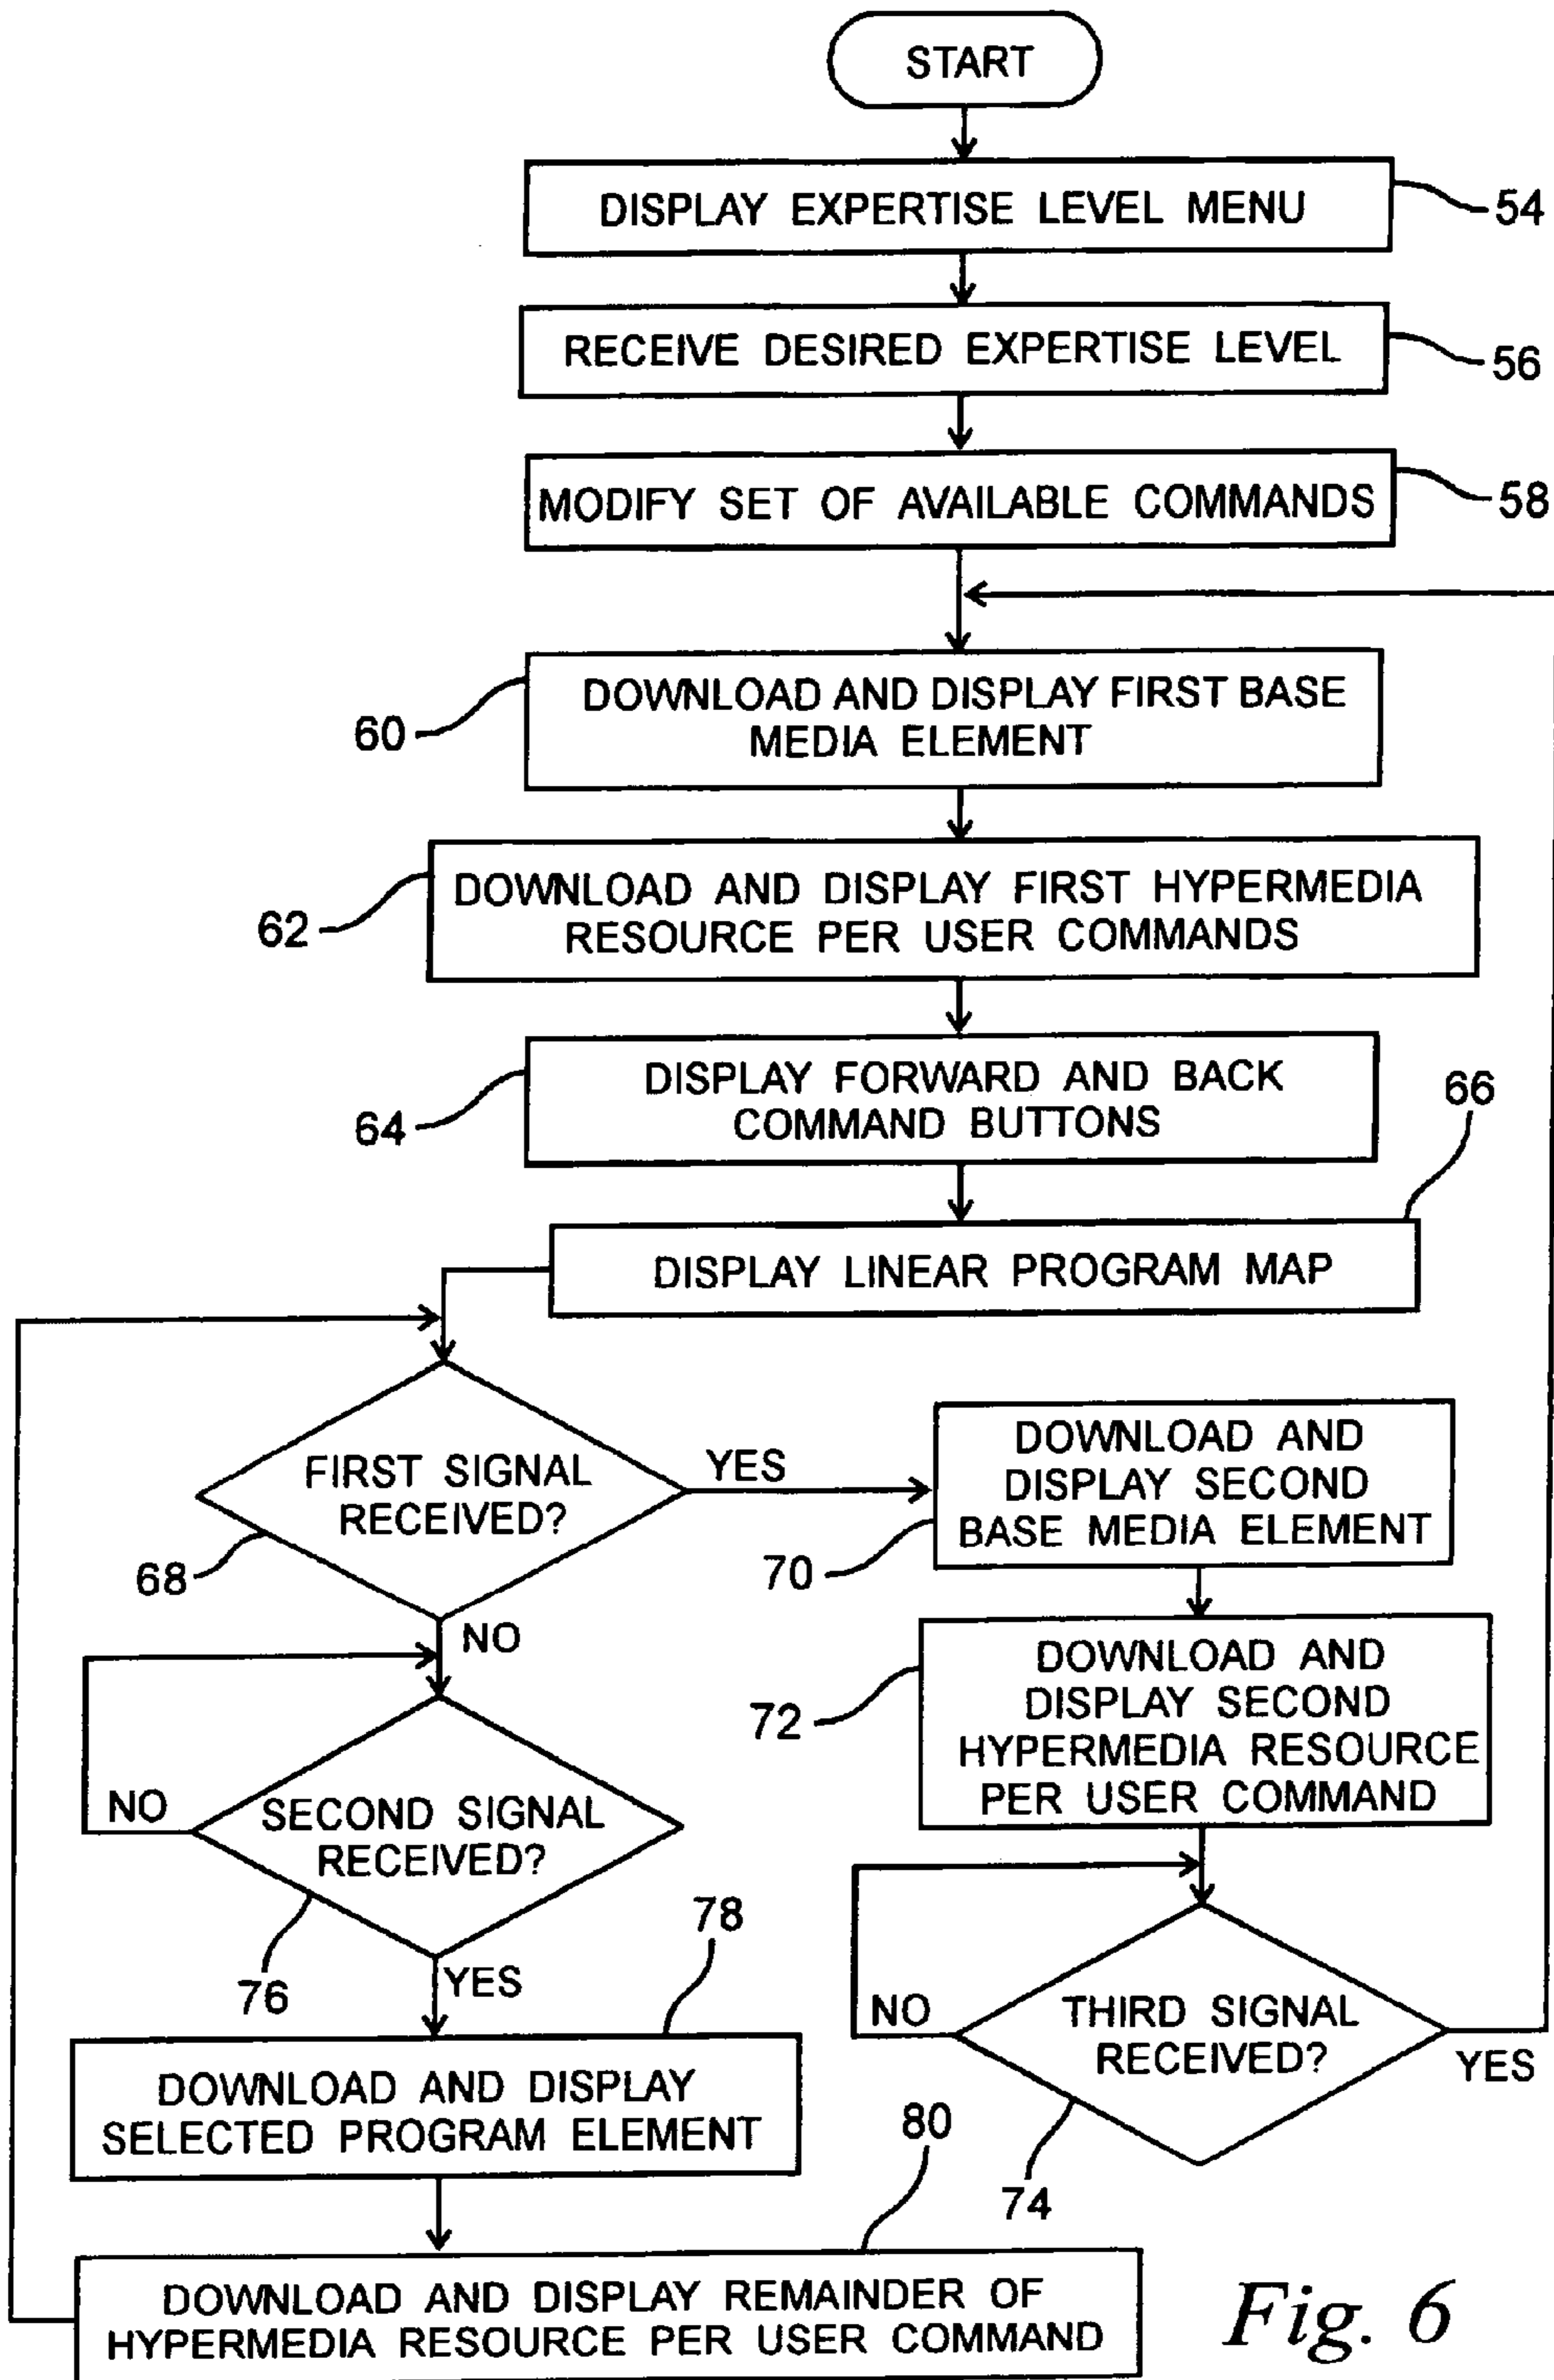 START
DISPLAY EXPERTISE LEVEL MENU
54
RECEIVE DESIRED EXPERTISE LEVEL
56
MODIFY SET OF AVAILABLE COMMANDS
58
DOWNLOAD AND DISPLAY FIRST BASE
MEDIA ELEMENT
60
DOWNLOAD AND DISPLAY FIRST HYPERMEDIA
RESOURCE PER USER COMMANDS
62
DISPLAY FORWARD AND BACK
COMMAND BUTTONS
64
66
DISPLAY LINEAR PROGRAM MAP
FIRST SIGNAL
RECEIVED?
68
YES
DOWNLOAD AND
DISPLAY SECOND
BASE MEDIA ELEMENT
70
NO
DOWNLOAD AND
DISPLAY SECOND
HYPERMEDIA RESOURCE
PER USER COMMAND
72
SECOND SIGNAL
RECEIVED?
NO
76
YES
78
THIRD SIGNAL
RECEIVED?
NO
YES
74
DOWNLOAD AND DISPLAY
SELECTED PROGRAM ELEMENT
80
DOWNLOAD AND DISPLAY REMAINDER OF
HYPERMEDIA RESOURCE PER USER COMMAND
Fig. 6